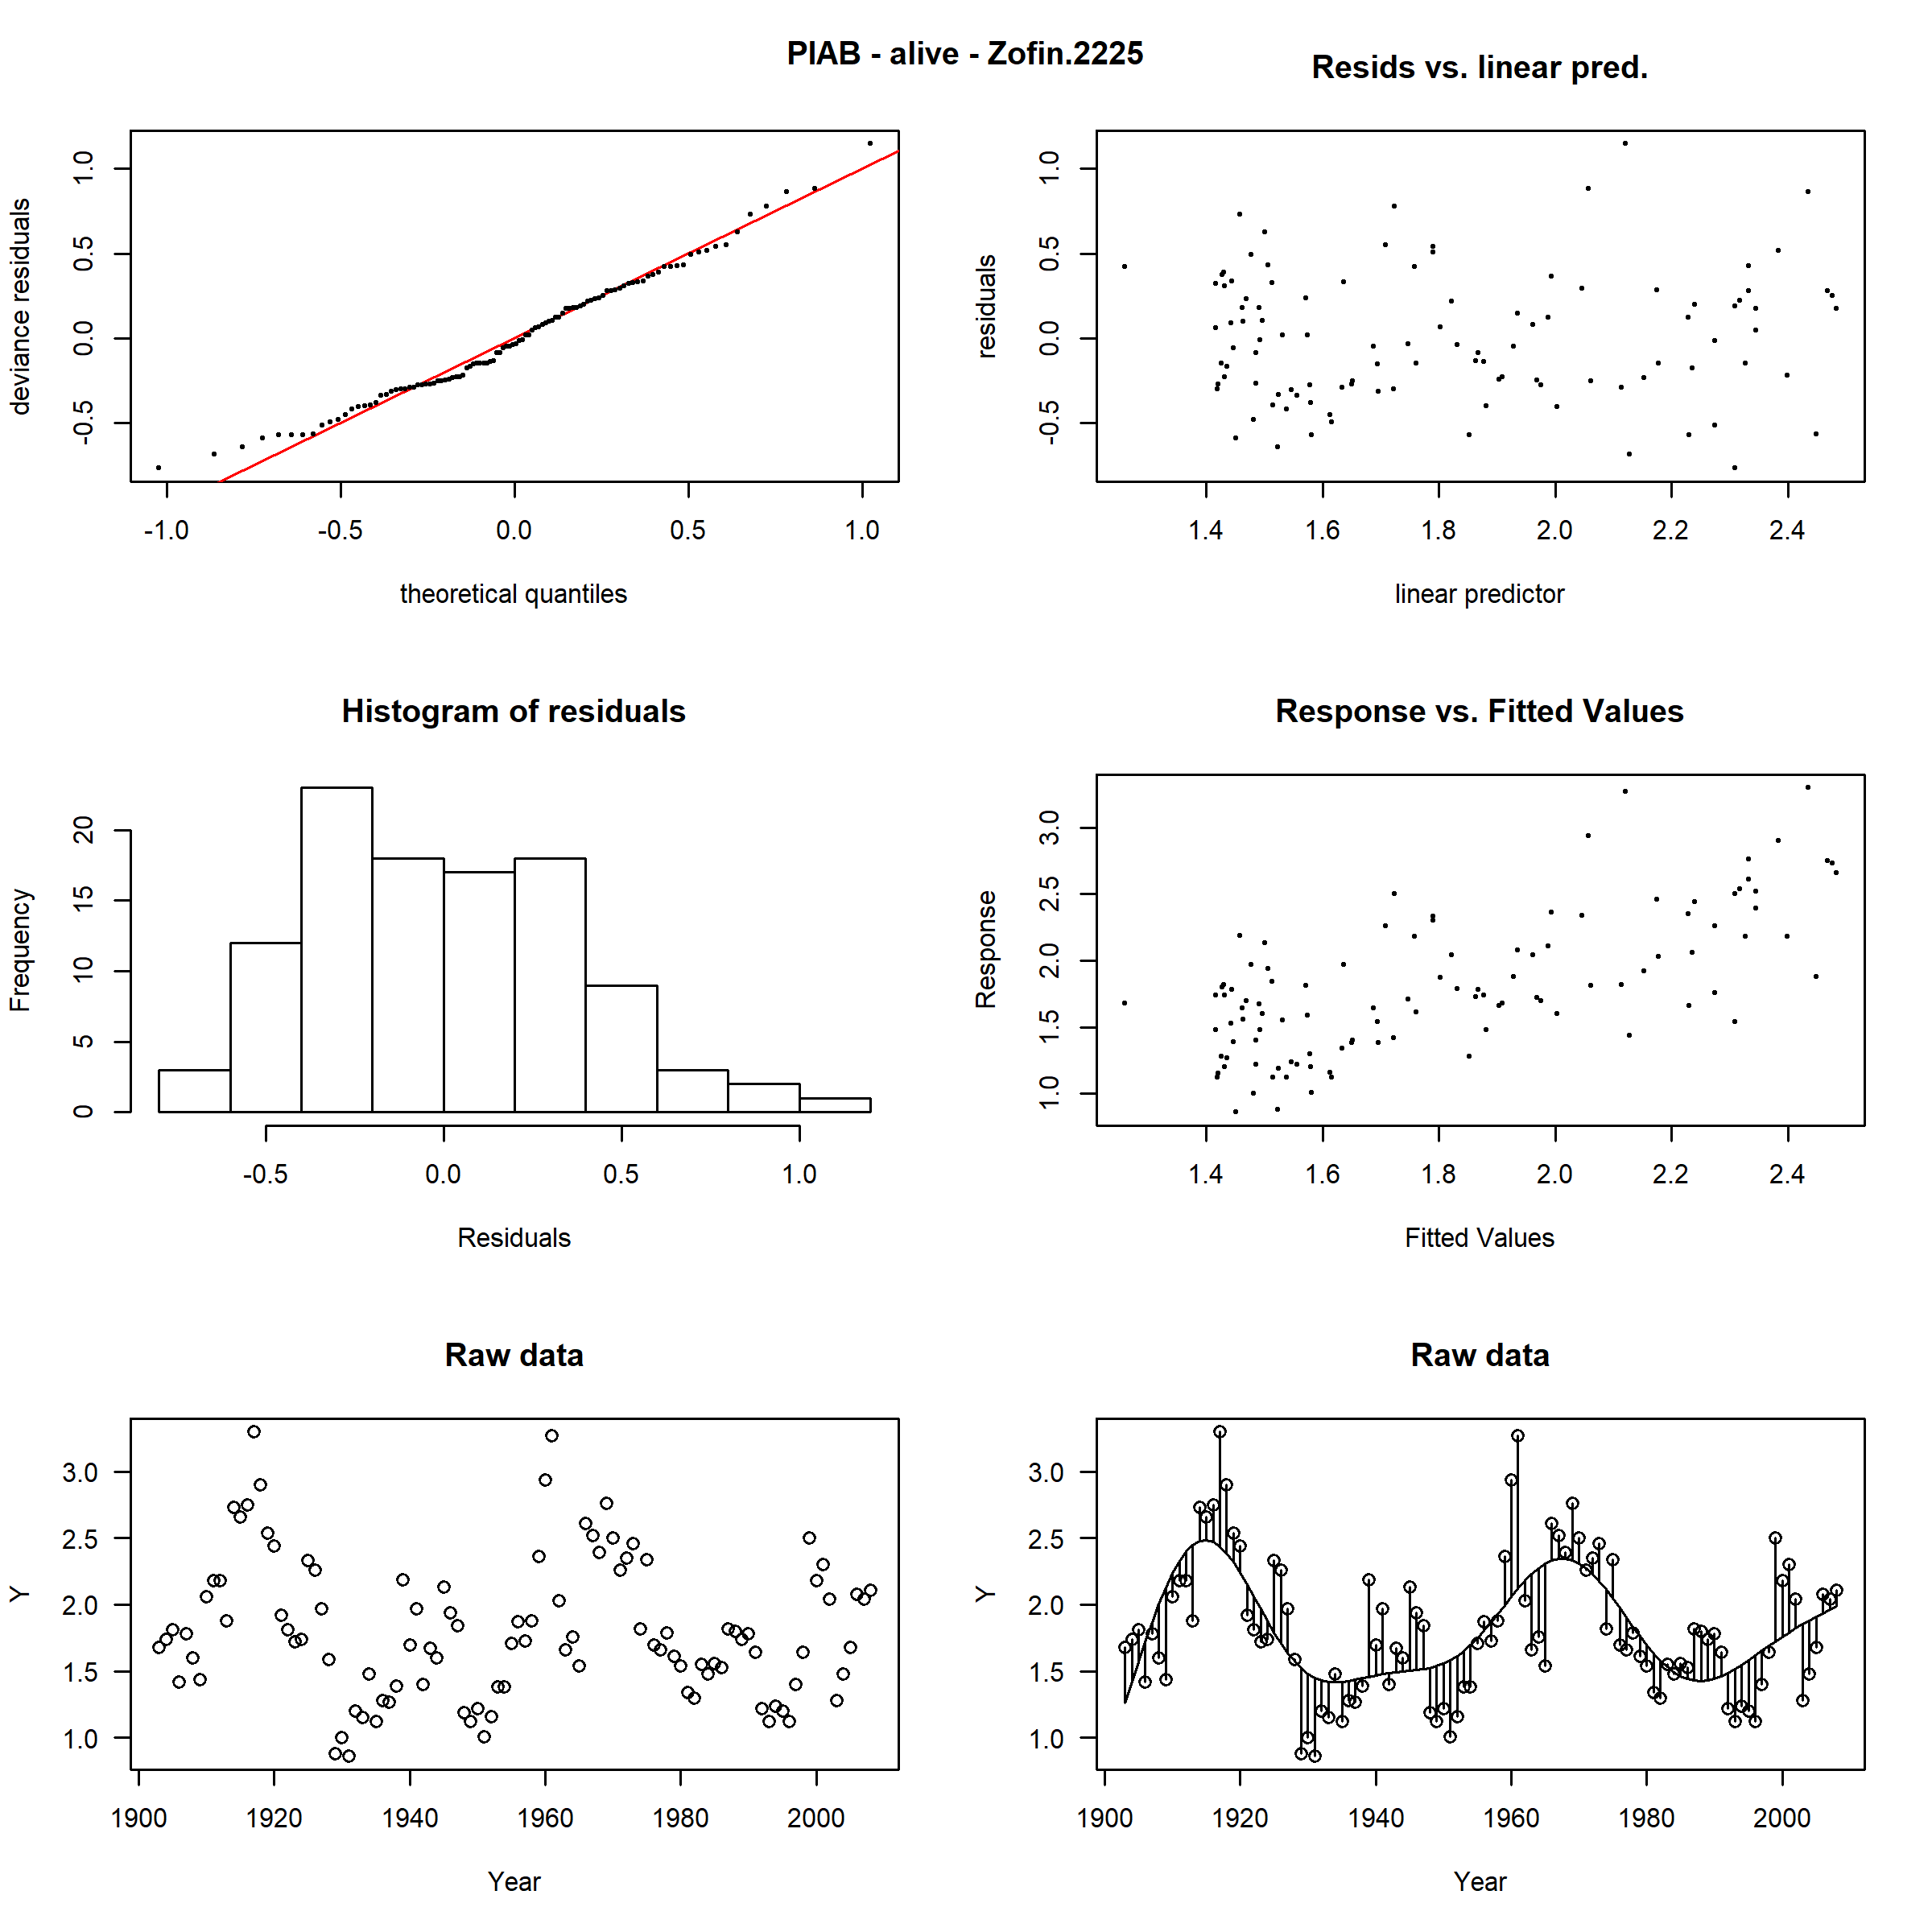 PIAB - alive - Zofin.2225
Resids vs. linear pred.
deviance residuals
-0.5 0.0 0.5 1.0
-1.0 -0.5 0.0 0.5 1.0
theoretical quantiles
residuals
-0.5 0.0 0.5 1.0
1.4 1.6 1.8 2.0 2.2 2.4
linear predictor
Histogram of residuals
Frequency
0 5 10 15 20
-0.5 0.0 0.5 1.0
Residuals
Response vs. Fitted Values
Response
1.0 1.5 2.0 2.5 3.0
1.4 1.6 1.8 2.0 2.2 2.4
Fitted Values
Raw data
Y
3.0
2.5
2.0
1.5
1.0
1900 1920 1940 1960 1980 2000
Year
Raw data
Y
3.0
2.5
2.0
1.5
1.0
1900 1920 1940 1960 1980 2000
Year